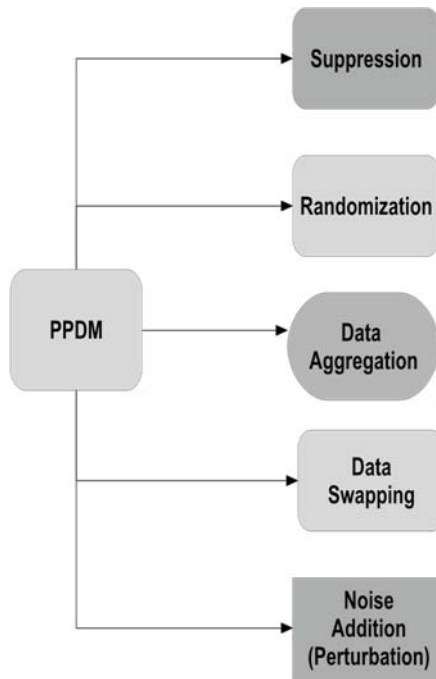 Suppression
Randomization
PPDM
Data
Aggregation
Data
Swapping
Noise
Addition
(Perturbation)